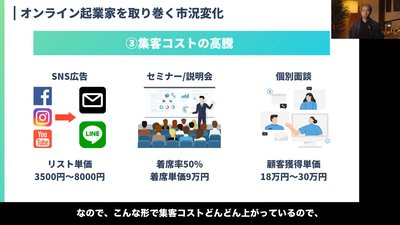 オンライン起業家を取り巻く市況変化
③集客コストの高騰
SNS広告
セミナー/説明会
個別面談
YouTube
LINE
リスト単価
3500円〜8000円
着席率50%
着席単価9万円
顧客獲得単価
18万円〜30万円
なので、こんな形で集客コストどんどん上がっているので、